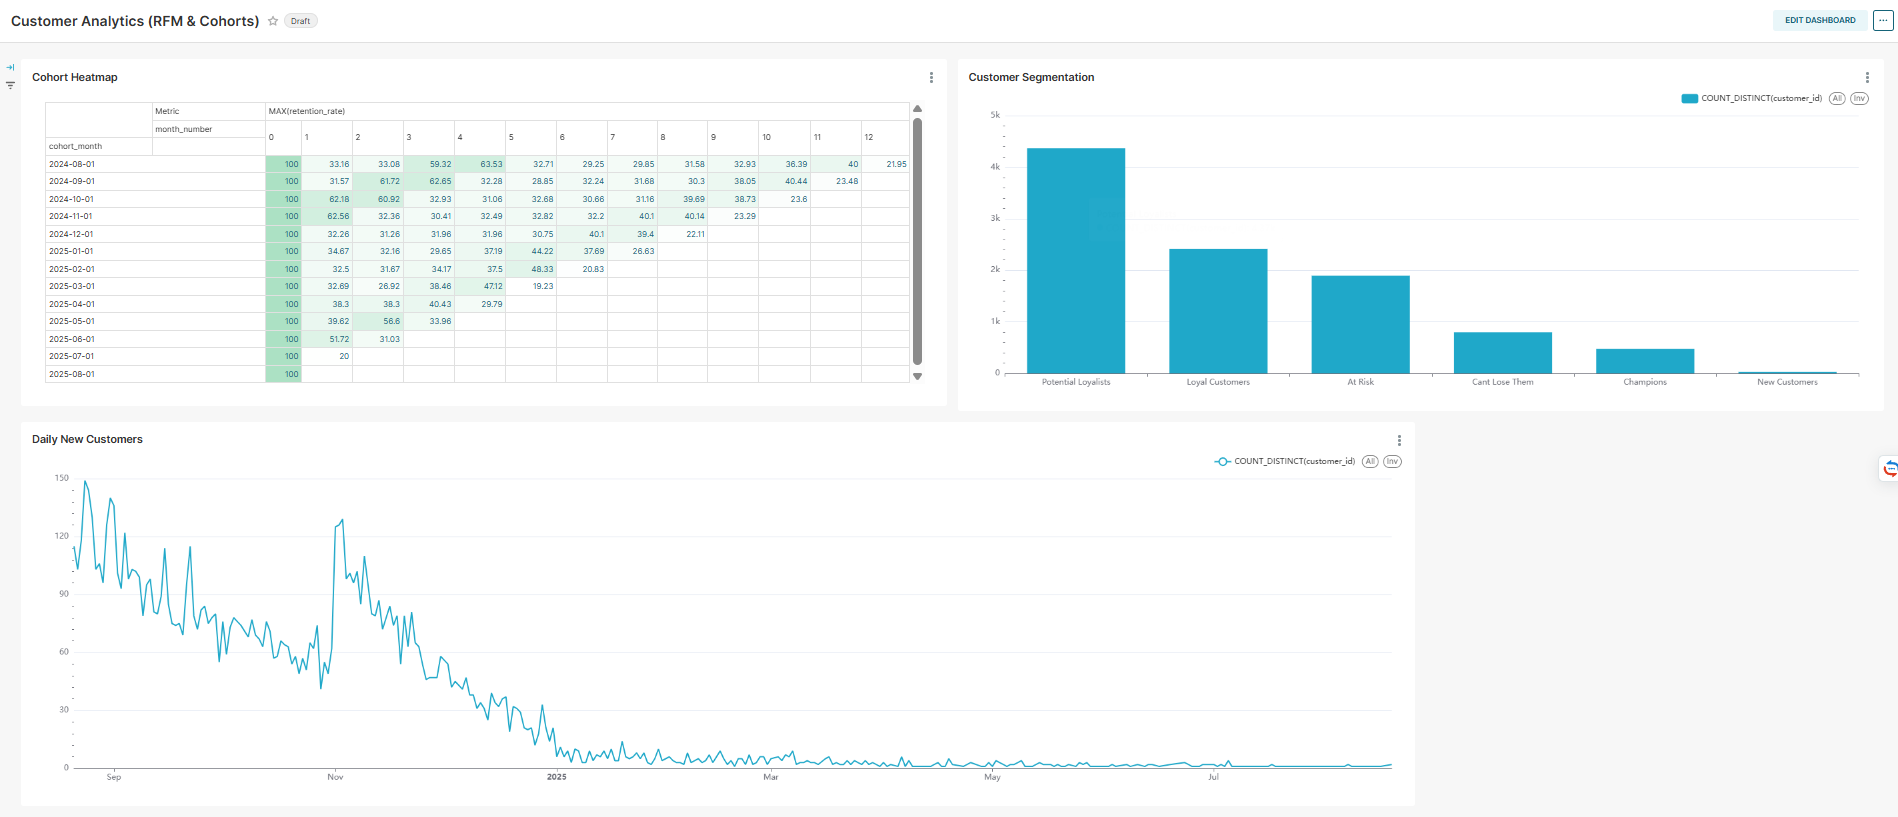 Customer Analytics (RFM & Cohorts) Draft EDIT DASHBOARD ...
Cohort Heatmap
Metric MAX(retention_rate)
month_number 0 1 2 3 4 5 6 7 8 9 10 11 12
cohort_month
2024-08-01 100 33.16 33.08 59.32 63.53 32.71 29.25 29.85 31.58 32.93 36.39 40 21.95
2024-09-01 100 31.57 61.72 62.65 32.28 28.85 32.24 31.68 30.3 38.05 40.44 23.48
2024-10-01 100 62.18 60.92 32.93 31.06 32.68 30.66 31.16 39.69 38.73 23.6
2024-11-01 100 62.56 32.36 30.41 32.49 32.82 32.2 40.1 40.14 23.29
2024-12-01 100 32.26 31.26 31.96 31.96 30.75 40.1 39.4 22.11
2025-01-01 100 34.67 32.16 29.65 37.19 44.22 37.69 26.63
2025-02-01 100 32.5 31.67 34.17 37.5 48.33 20.83
2025-03-01 100 32.69 26.92 38.46 47.12 19.23
2025-04-01 100 38.3 38.3 40.43 29.79
2025-05-01 100 39.62 56.6 33.96
2025-06-01 100 51.72 31.03
2025-07-01 100 20
2025-08-01 100
Customer Segmentation
COUNT_DISTINCT(customer_id) All Inv
5k
4k
3k
2k
1k
0
Potential Loyalists Loyal Customers At Risk Cant Lose Them Champions New Customers
Daily New Customers
COUNT_DISTINCT(customer_id) All Inv
150
120
90
60
30
0
Sep Nov 2025 Mar May Jul